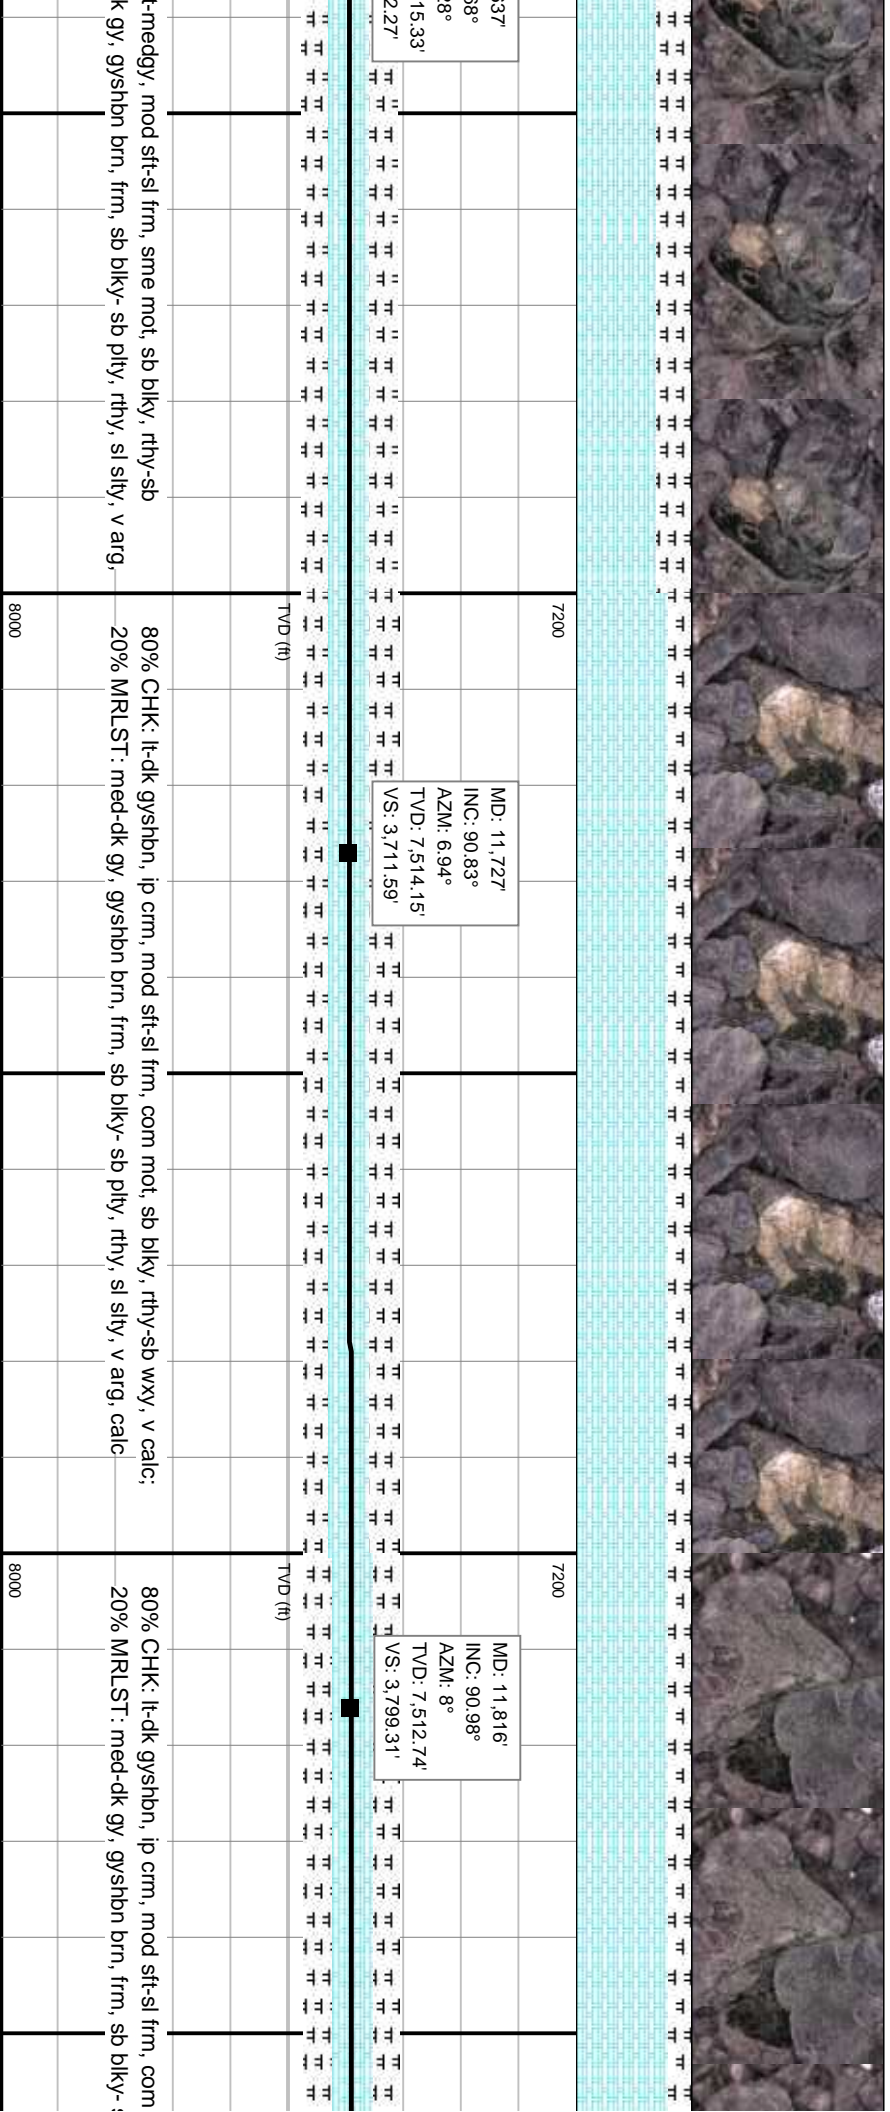 637'
68°
28°
15.33'
2.27'
t-medgy, mod sft-sl frm, sme mot, sb blky, rthy-sb
k gy, gyshbn brn, frm, sb blky- sb plty, rthy, sl slty, v arg,
7200
TVD (ft)
8000
MD: 11,727'
INC: 90.83°
AZM: 6.94°
TVD: 7,514.15'
VS: 3,711.59'
80% CHK: lt-dk gyshbn, ip crm, mod sft-sl frm, com mot, sb blky, rthy-sb wxy, v calc;
20% MRLST: med-dk gy, gyshbn brn, frm, sb blky- sb plty, rthy, sl slty, v arg, calc
7200
TVD (ft)
8000
MD: 11,816'
INC: 90.98°
AZM: 8°
TVD: 7,512.74'
VS: 3,799.31'
80% CHK: lt-dk gyshbn, ip crm, mod sft-sl frm, com
20% MRLST: med-dk gy, gyshbn brn, frm, sb blky-